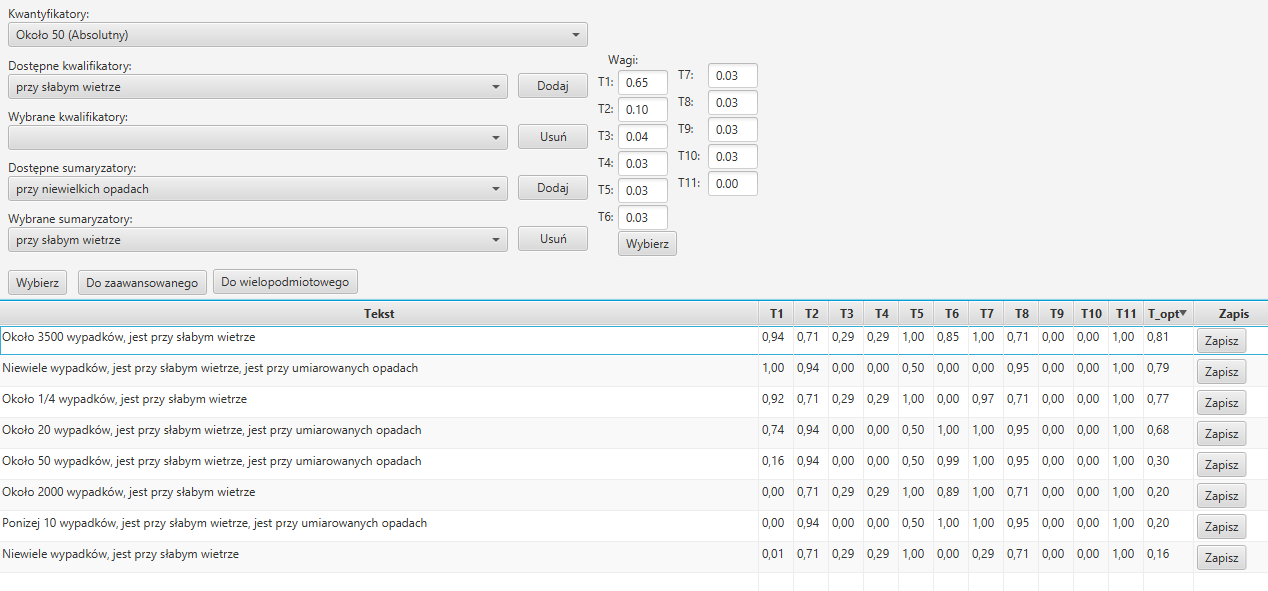 Kwantyfikatory:
Około 50 (Absolutny)
Dostępne kwalifikatory:
przy słabym wietrze
Dodaj
Wybrane kwalifikatory:
Usuń
Dostępne sumaryzatory:
przy niewielkich opadach
Dodaj
Wybrane sumaryzatory:
przy słabym wietrze
Usuń
Wagi:
T1: 0.65
T2: 0.10
T3: 0.04
T4: 0.03
T5: 0.03
T6: 0.03
Wybierz
T7: 0.03
T8: 0.03
T9: 0.03
T10: 0.03
T11: 0.00
Wybierz Do zaawansowanego Do wielopodmiotowego
Tekst T1 T2 T3 T4 T5 T6 T7 T8 T9 T10 T11 T_opt Zapis
Około 3500 wypadków, jest przy słabym wietrze 0,94 0,71 0,29 0,29 1,00 0,85 1,00 0,71 0,00 0,00 1,00 0,81 Zapisz
Niewiele wypadków, jest przy słabym wietrze, jest przy umiarowanych opadach 1,00 0,94 0,00 0,00 0,50 0,00 0,00 0,95 0,00 0,00 1,00 0,79 Zapisz
Około 1/4 wypadków, jest przy słabym wietrze 0,92 0,71 0,29 0,29 1,00 0,00 0,97 0,71 0,00 0,00 1,00 0,77 Zapisz
Około 20 wypadków, jest przy słabym wietrze, jest przy umiarowanych opadach 0,74 0,94 0,00 0,00 0,50 1,00 1,00 0,95 0,00 0,00 1,00 0,68 Zapisz
Około 50 wypadków, jest przy słabym wietrze, jest przy umiarowanych opadach 0,16 0,94 0,00 0,00 0,50 0,99 1,00 0,95 0,00 0,00 1,00 0,30 Zapisz
Około 2000 wypadków, jest przy słabym wietrze 0,00 0,71 0,29 0,29 1,00 0,89 1,00 0,71 0,00 0,00 1,00 0,20 Zapisz
Ponizej 10 wypadków, jest przy słabym wietrze, jest przy umiarowanych opadach 0,00 0,94 0,00 0,00 0,50 1,00 1,00 0,95 0,00 0,00 1,00 0,20 Zapisz
Niewiele wypadków, jest przy słabym wietrze 0,01 0,71 0,29 0,29 1,00 0,00 0,29 0,71 0,00 0,00 1,00 0,16 Zapisz